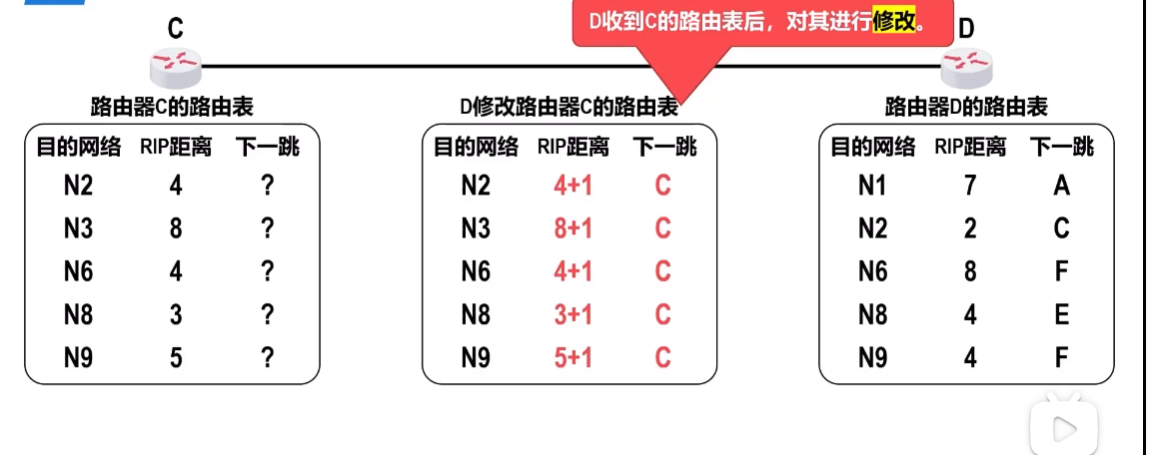 D收到C的路由表后，对其进行修改。
C
D
路由器C的路由表
目的网络 RIP距离 下一跳
N2 4 ?
N3 8 ?
N6 4 ?
N8 3 ?
N9 5 ?
D修改路由器C的路由表
目的网络 RIP距离 下一跳
N2 4+1 C
N3 8+1 C
N6 4+1 C
N8 3+1 C
N9 5+1 C
路由器D的路由表
目的网络 RIP距离 下一跳
N1 7 A
N2 2 C
N6 8 F
N8 4 E
N9 4 F